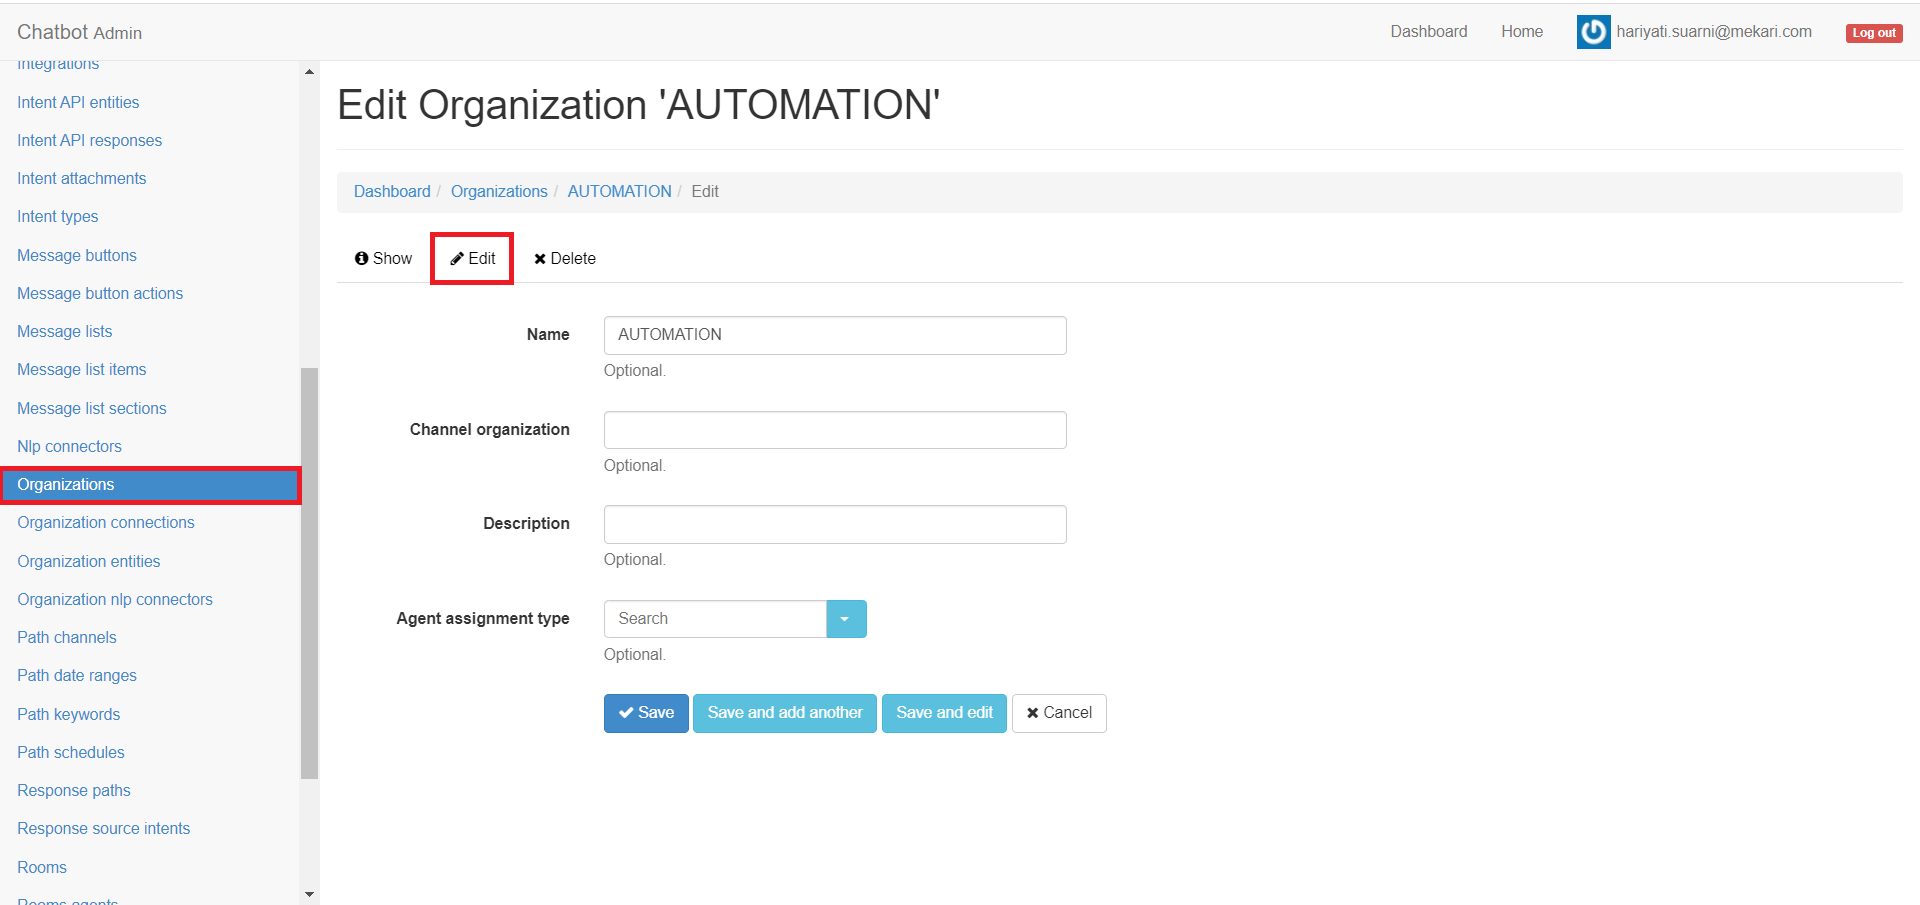 Chatbot Admin
Dashboard
Home
hariyati.suarni@mekari.com
Log out
Integrations
Intent API entities
Intent API responses
Intent attachments
Intent types
Message buttons
Message button actions
Message lists
Message list items
Message list sections
Nlp connectors
Organizations
Organization connections
Organization entities
Organization nlp connectors
Path channels
Path date ranges
Path keywords
Path schedules
Response paths
Response source intents
Rooms
Rooms agents
Edit Organization 'AUTOMATION'
Dashboard / Organizations / AUTOMATION / Edit
Show
Edit
Delete
Name
AUTOMATION
Optional.
Channel organization
Optional.
Description
Optional.
Agent assignment type
Search
Optional.
Save
Save and add another
Save and edit
Cancel